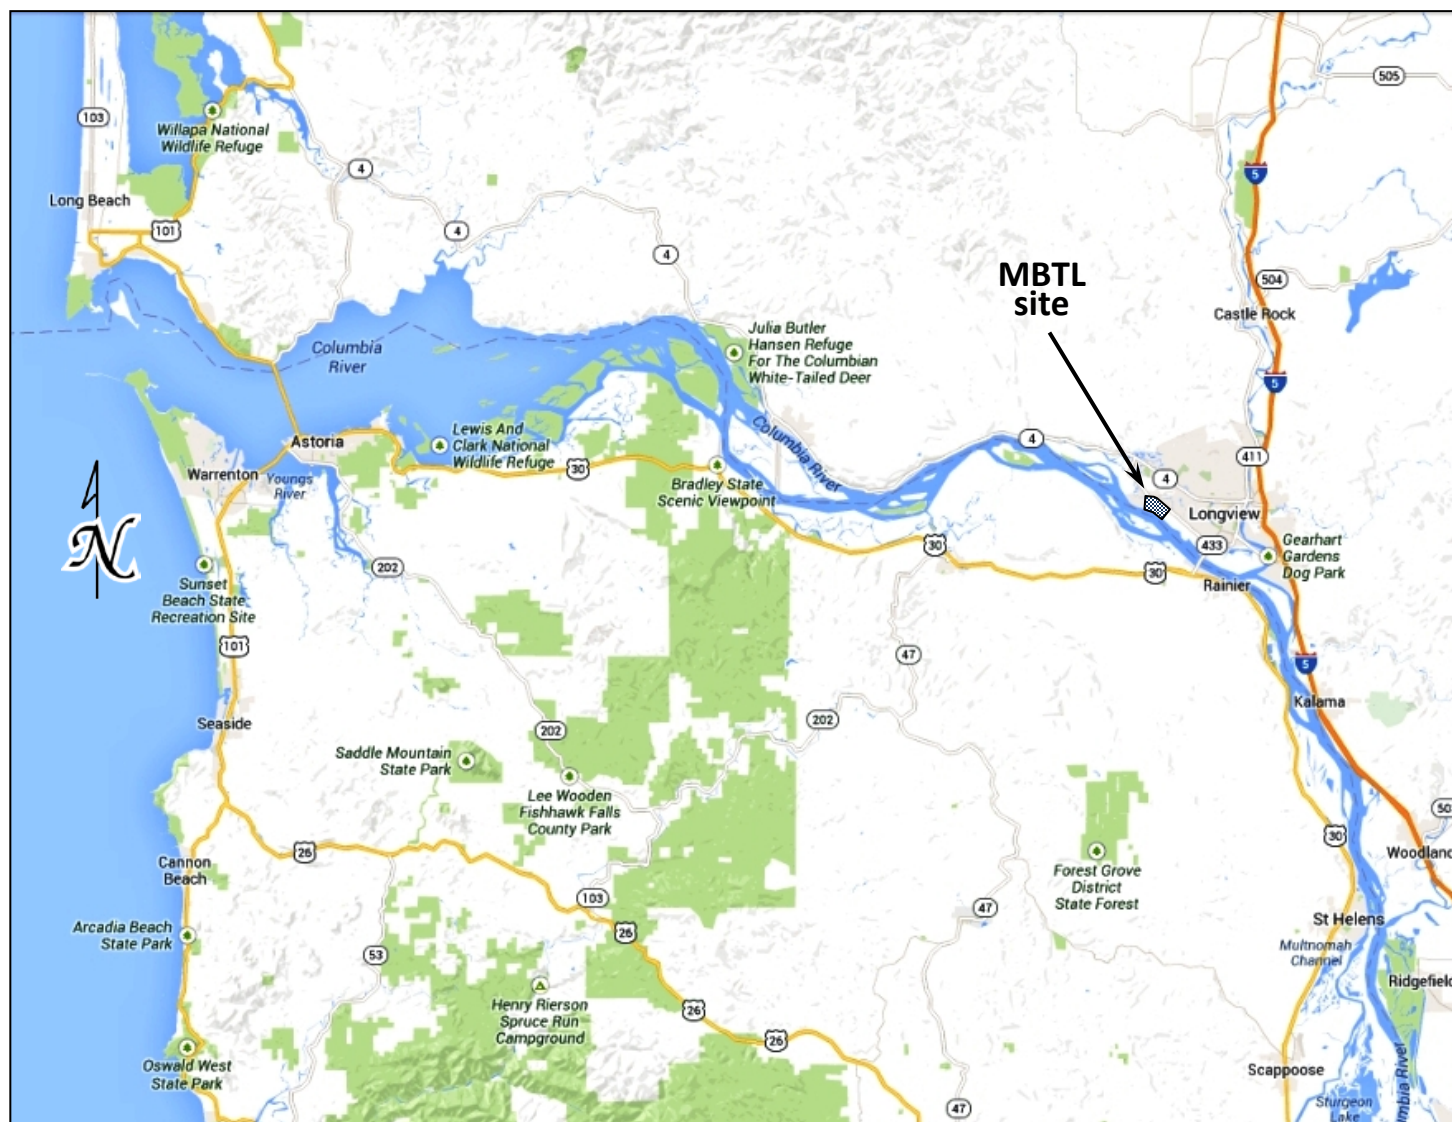 505
103
Willapa National
Wildlife Refuge
4
5
Long Beach
101
4
4
MBTL
site
504
Castle Rock
Columbia
River
Julia Butler
Hansen Refuge
For The Columbian
White-Tailed Deer
5
Columbia River
Astoria
Lewis And
Clark National
Wildlife Refuge
4
411
Warrenton
Youngs
River
30
Bradley State
Scenic Viewpoint
4
Longview
N
30
433
Gearhart
Gardens
Dog Park
202
30
Rainier
Sunset
Beach State
Recreation Site
101
47
5
Kalama
Seaside
202
202
Saddle Mountain
State Park
Lee Wooden
Fishhawk Falls
County Park
50
30
26
Cannon
Beach
Woodlanc
Forest Grove
District
State Forest
103
47
Arcadia Beach
State Park
26
St Helens
53
Multnomah
Channel
Ridgefield
Henry Rierson
Spruce Run
Campground
26
26
Oswald West
State Park
Scappoose
47
Sturgeon
Lake
mbia River